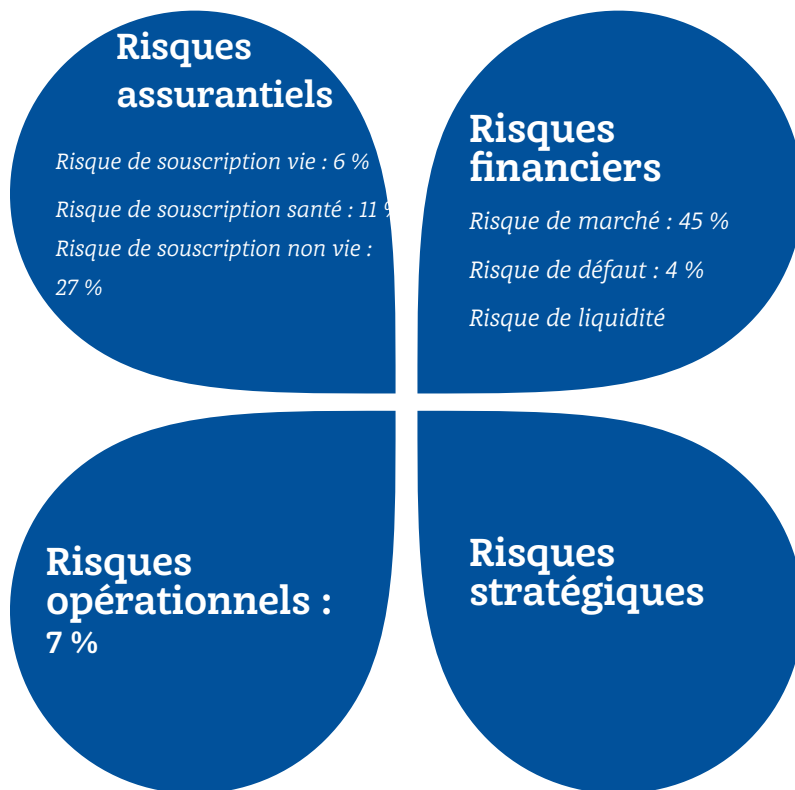 Risques
assurantiels
Risque de souscription vie : 6 %
Risque de souscription santé : 11 %
Risque de souscription non vie :
27 %
Risques
financiers
Risque de marché : 45 %
Risque de défaut : 4 %
Risque de liquidité
Risques
opérationnels :
7 %
Risques
stratégiques